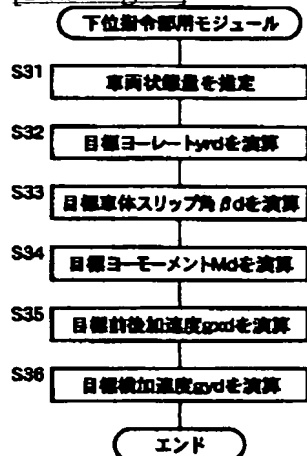 下位指令部用モジュール
S31
車両状態量を推定
S32
目標ヨーレートyrdを演算
S33
目標車体スリップ角βdを演算
S34
目標ヨーモーメントMdを演算
S35
目標前後加速度gxdを演算
S36
目標横加速度gydを演算
エンド